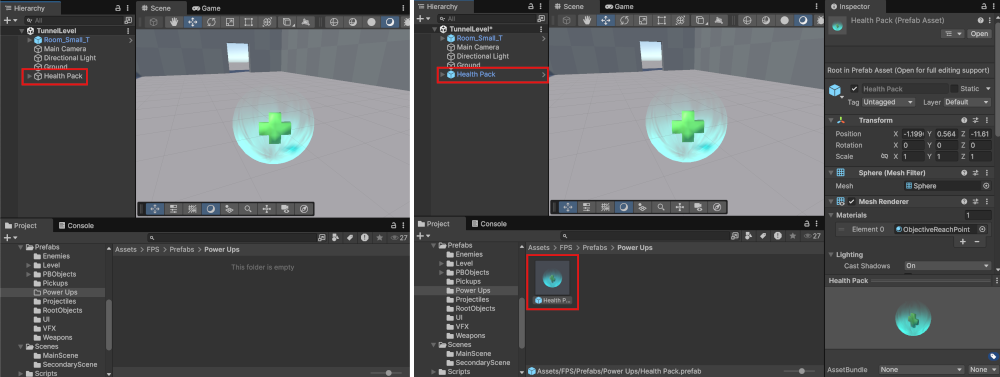 Hierarchy
All
TunnelLevel
Room_Small_T
Main Camera
Directional Light
Ground
Health Pack
Scene
Game
Project
Console
27
Prefabs
Enemies
Level
PBObjects
Pickups
Power Ups
Projectiles
RootObjects
UI
VFX
Weapons
Scenes
MainScene
SecondaryScene
Scripts
Assets > FPS > Prefabs > Power Ups
This folder is empty
Hierarchy
All
TunnelLevel*
Room_Small_T
Main Camera
Directional Light
Ground
Health Pack
Scene
Game
Project
Console
27
Prefabs
Enemies
Level
PBObjects
Pickups
Power Ups
Projectiles
RootObjects
UI
VFX
Weapons
Scenes
MainScene
SecondaryScene
Scripts
Assets > FPS > Prefabs > Power Ups
Health P...
Assets/FPS/Prefabs/Power Ups/Health Pack.prefab
Inspector
Health Pack (Prefab Asset)
Open
Root in Prefab Asset (Open for full editing support)
Health Pack Static
Tag Untagged Layer Default
Transform
Position X -1.199 Y 0.564 Z -11.61
Rotation X 0 Y 0 Z 0
Scale X 1 Y 1 Z 1
Sphere (Mesh Filter)
Mesh Sphere
Mesh Renderer
Materials 1
Element 0 ObjectiveReachPoint
Lighting
Cast Shadows On
Health Pack
AssetBundle None None